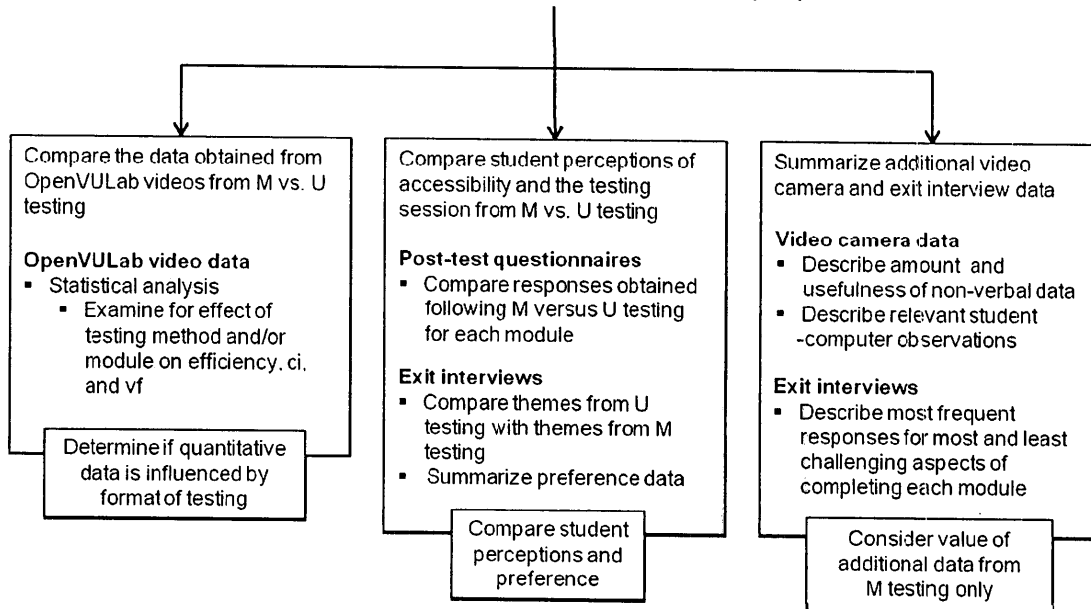 Compare the data obtained from
OpenVULab videos from M vs. U
testing
OpenVULab video data
▪ Statistical analysis
▪ Examine for effect of
testing method and/or
module on efficiency, ci,
and vf
Determine if quantitative
data is influenced by
format of testing
Compare student perceptions of
accessibility and the testing
session from M vs. U testing
Post-test questionnaires
▪ Compare responses obtained
following M versus U testing
for each module
Exit interviews
▪ Compare themes from U
testing with themes from M
testing
▪ Summarize preference data
Compare student
perceptions and
preference
Summarize additional video
camera and exit interview data
Video camera data
▪ Describe amount and
usefulness of non-verbal data
▪ Describe relevant student
-computer observations
Exit interviews
▪ Describe most frequent
responses for most and least
challenging aspects of
completing each module
Consider value of
additional data from
M testing only